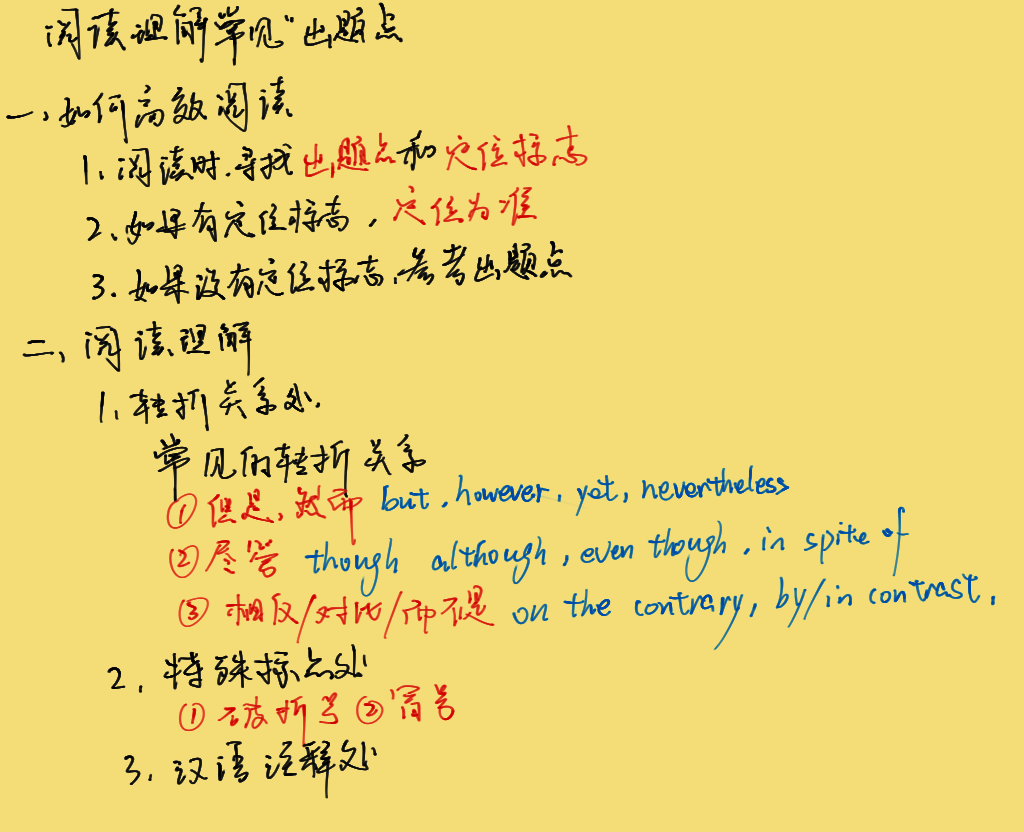 阅读理解常见“出题点
一、如何高效阅读
1. 阅读时.寻找出题点和定位标志
2. 如果有定位标志，定位为准
3. 如果没有定位标志，参考出题点
二、阅读理解
1. 转折关系处.
常见的转折关系
① 但是，然而 but, however, yet, nevertheless
② 尽管 though although, even though, in spite of
③ 相反/对比/而不是 on the contrary, by/in contrast.
2. 特殊标点处
① 破折号 ② 冒号
3. 汉语注释处